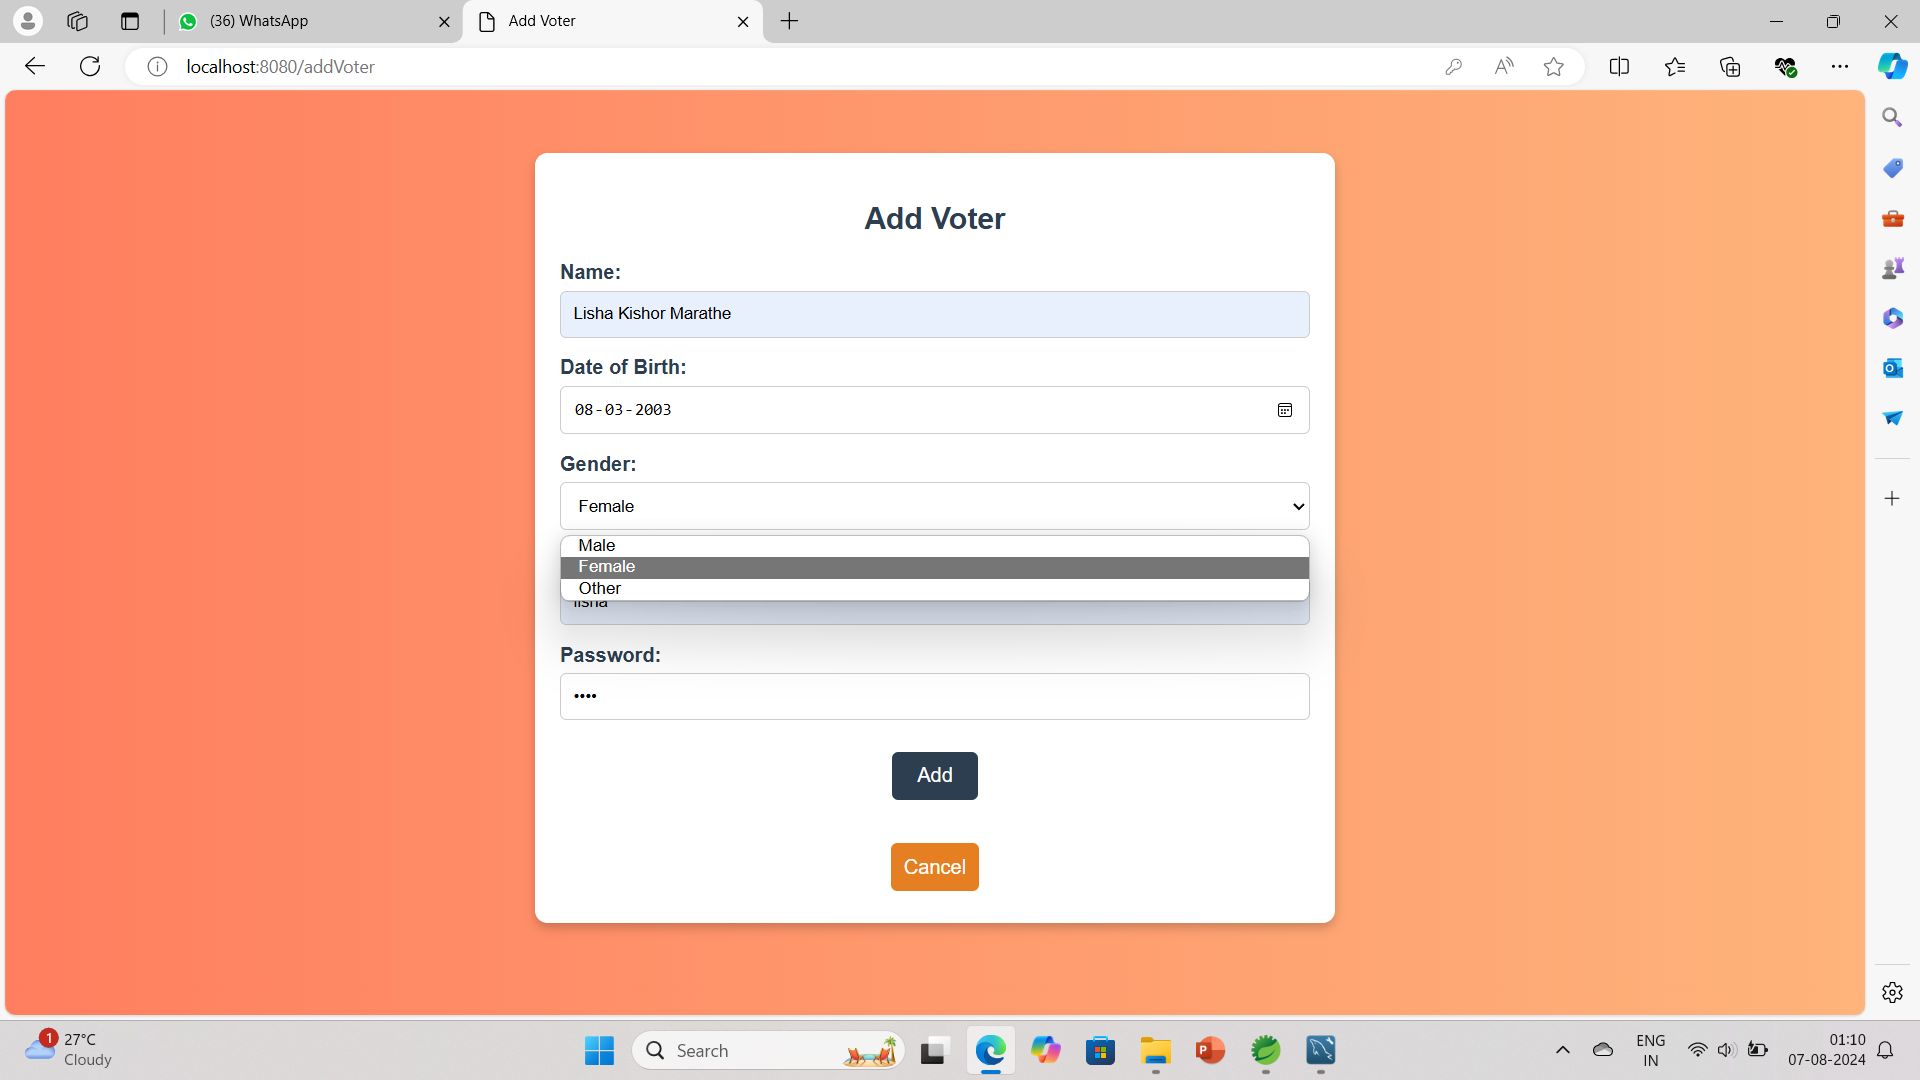 (36) WhatsApp
Add Voter
localhost:8080/addVoter
Add Voter
Name:
Lisha Kishor Marathe
Date of Birth:
08-03-2003
Gender:
Female
Male
Female
Other
lisha
Password:
••••
Add
Cancel
1
27°C
Cloudy
Search
ENG
IN
01:10
07-08-2024